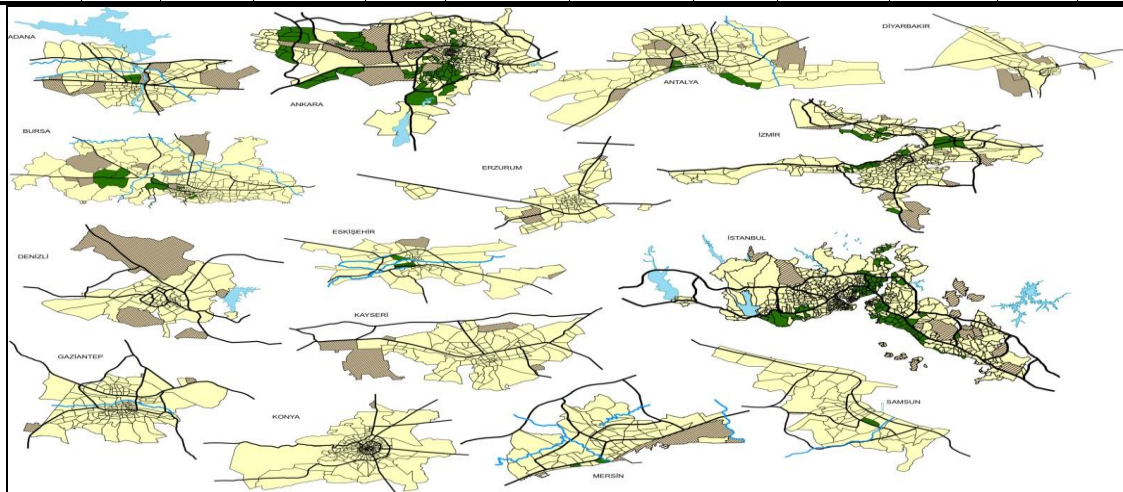 ADANA
ANKARA
ANTALYA
DİYARBAKIR
BURSA
ERZURUM
İZMİR
DENİZLİ
ESKİŞEHİR
İSTANBUL
KAYSERİ
GAZİANTEP
KONYA
MERSİN
SAMSUN